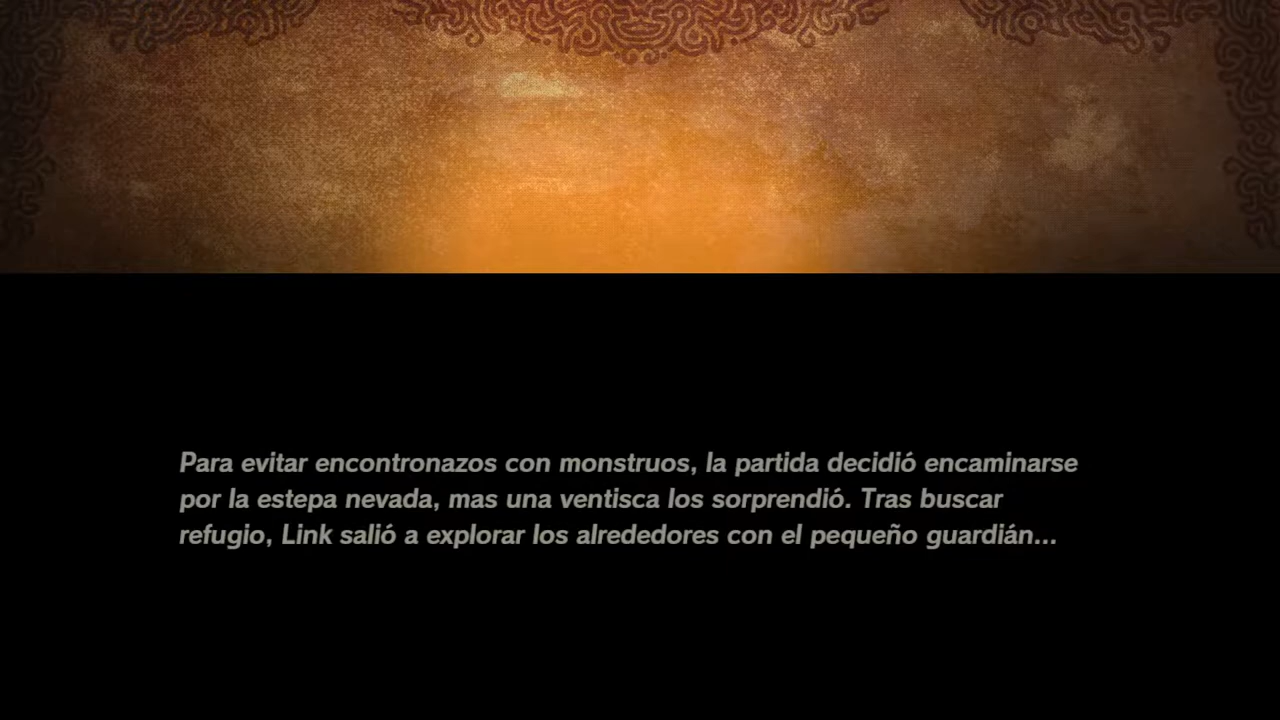 Para evitar encontronazos con monstruos, la partida decidió encaminarse
por la estepa nevada, mas una ventisca los sorprendió. Tras buscar
refugio, Link salió a explorar los alrededores con el pequeño guardián...